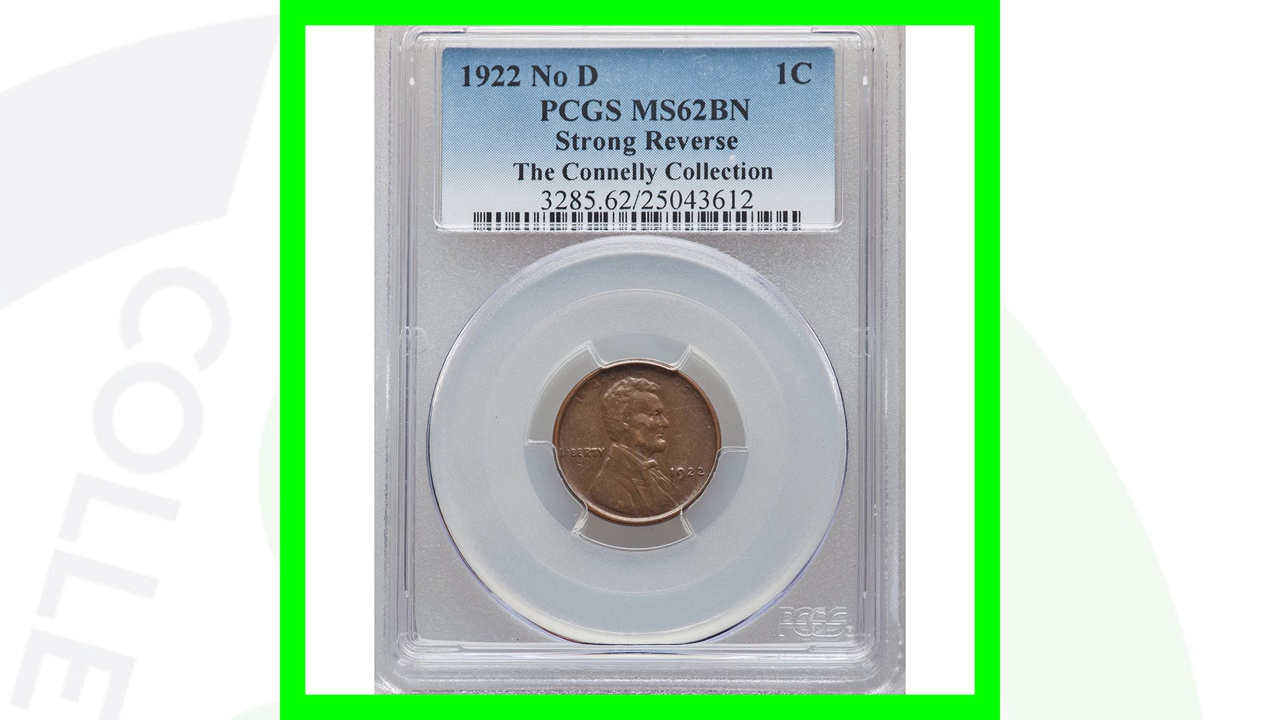 1922 No D 1C
PCGS MS62BN
Strong Reverse
The Connelly Collection
3285.62/25043612
LIBERTY
1922
PCGS
COLLE